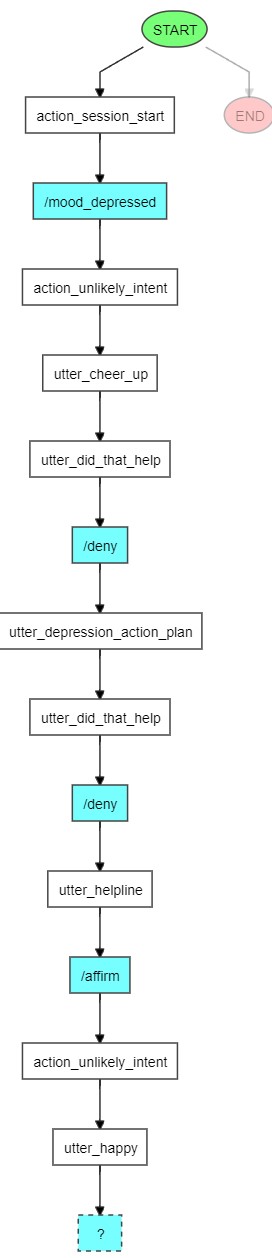 START
END
action_session_start
/mood_depressed
action_unlikely_intent
utter_cheer_up
utter_did_that_help
/deny
utter_depression_action_plan
utter_did_that_help
/deny
utter_helpline
/affirm
action_unlikely_intent
utter_happy
?